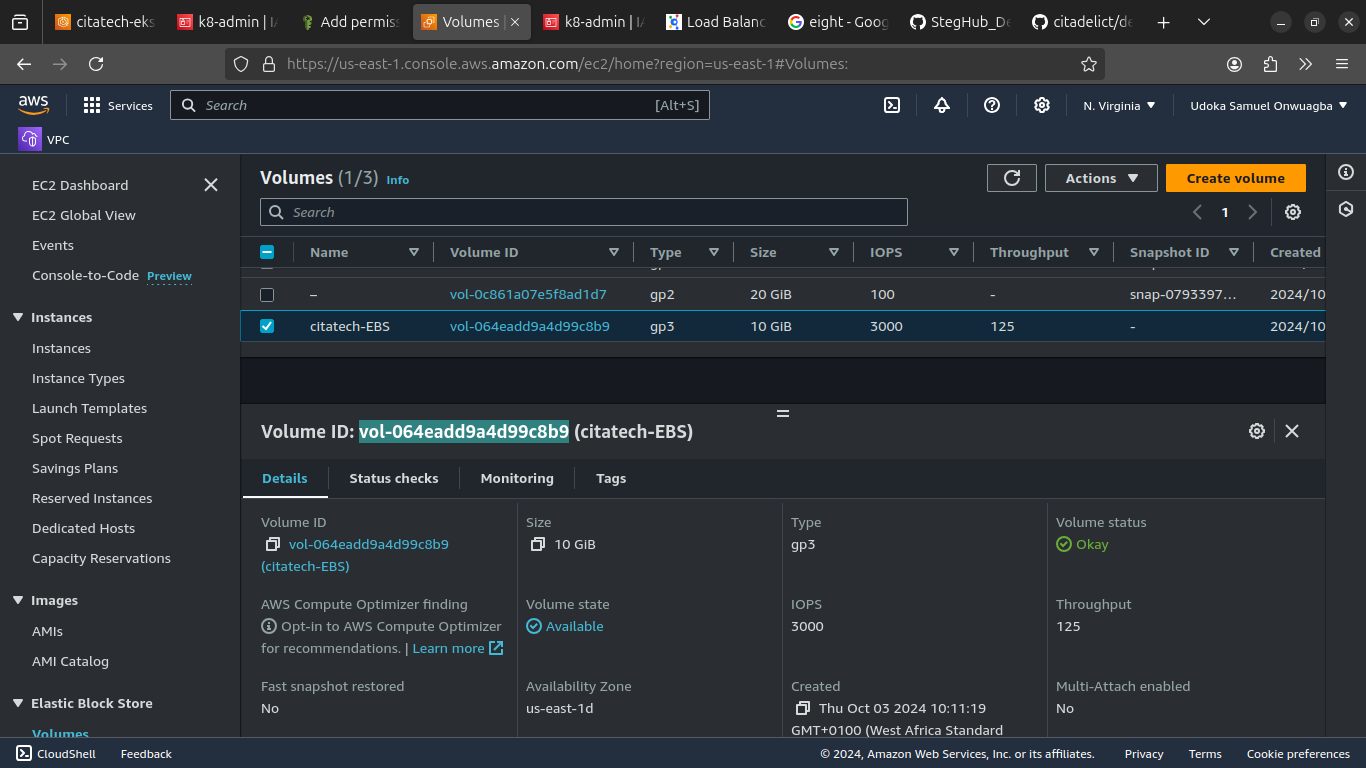 citatech-eks
k8-admin | IA
Add permiss
Volumes |
k8-admin | IA
Load Balanc
eight - Goog
StegHub_De
citadelict/de
https://us-east-1.console.aws.amazon.com/ec2/home?region=us-east-1#Volumes:
aws
Services
Search
[Alt+S]
N. Virginia
Udoka Samuel Onwuagba
VPC
EC2 Dashboard
EC2 Global View
Events
Console-to-Code Preview
Instances
Instances
Instance Types
Launch Templates
Spot Requests
Savings Plans
Reserved Instances
Dedicated Hosts
Capacity Reservations
Images
AMIs
AMI Catalog
Elastic Block Store
Volumes
Volumes (1/3) Info
Actions
Create volume
Search
1
Name Volume ID Type Size IOPS Throughput Snapshot ID Created
– vol-0c861a07e5f8ad1d7 gp2 20 GiB 100 - snap-0793397... 2024/10
citatech-EBS vol-064eadd9a4d99c8b9 gp3 10 GiB 3000 125 - 2024/10
Volume ID: vol-064eadd9a4d99c8b9 (citatech-EBS)
Details Status checks Monitoring Tags
Volume ID
vol-064eadd9a4d99c8b9
(citatech-EBS)
Size
10 GiB
Type
gp3
Volume status
Okay
AWS Compute Optimizer finding
Opt-in to AWS Compute Optimizer
for recommendations. | Learn more
Volume state
Available
IOPS
3000
Throughput
125
Fast snapshot restored
No
Availability Zone
us-east-1d
Created
Thu Oct 03 2024 10:11:19
GMT+0100 (West Africa Standard
Multi-Attach enabled
No
CloudShell Feedback
© 2024, Amazon Web Services, Inc. or its affiliates. Privacy Terms Cookie preferences